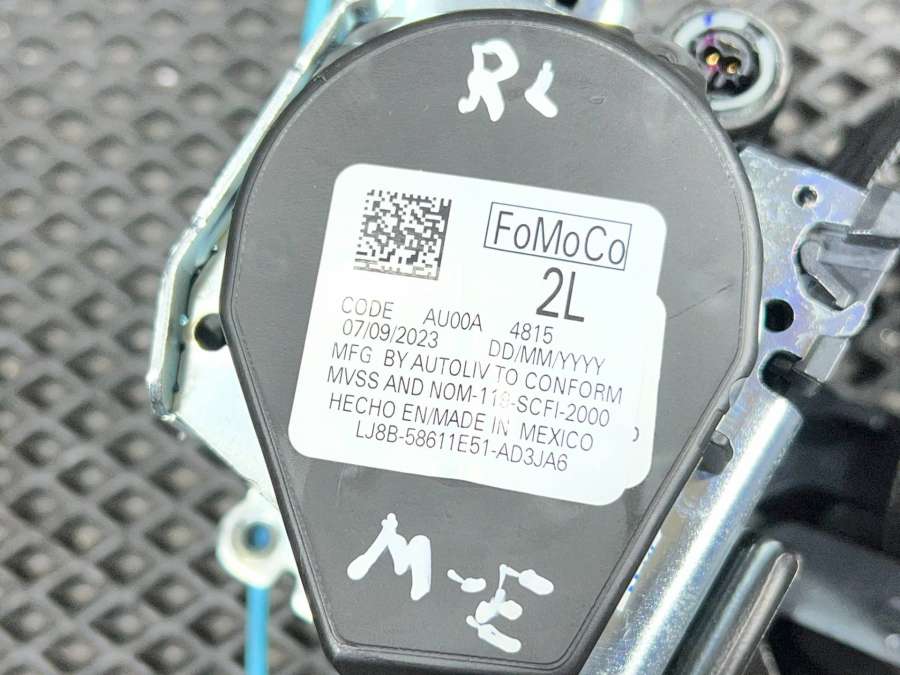 RL
FoMoCo
2L
CODE AU00A 4815
07/09/2023 DD/MM/YYYY
MFG BY AUTOLIV TO CONFORM
MVSS AND NOM-119-SCFI-2000
HECHO EN/MADE IN MEXICO
LJ8B-58611E51-AD3JA6
M-E